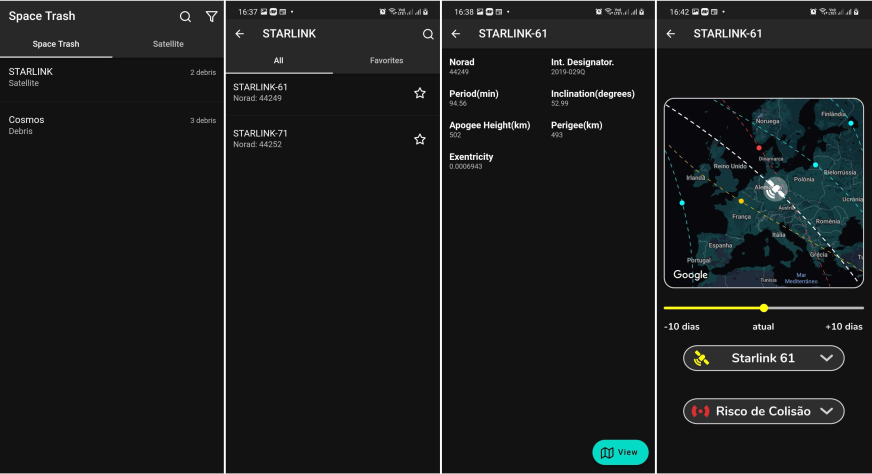 Space Trash
Space Trash
Satellite
STARLINK
2 debris
Satellite
Cosmos
3 debris
Debris
16:37
STARLINK
All
Favorites
STARLINK-61
Norad: 44249
STARLINK-71
Norad: 44252
16:38
STARLINK-61
Norad
Int. Designator.
44249
2019-029Q
Period(min)
Inclination(degrees)
94.56
52.99
Apogee Height(km)
Perigee(km)
502
493
Exentricity
0.0006943
View
16:42
STARLINK-61
Noruega
Finlândia
Dinamarca
Reino Unido
Irlanda
Polônia
Bielorrússia
Ucrânia
França
Romênia
Itália
Espanha
Grécia
Portugal
Google
Tunísia
Mar
Mediterrâneo
-10 dias
atual
+10 dias
Starlink 61
Risco de Colisão